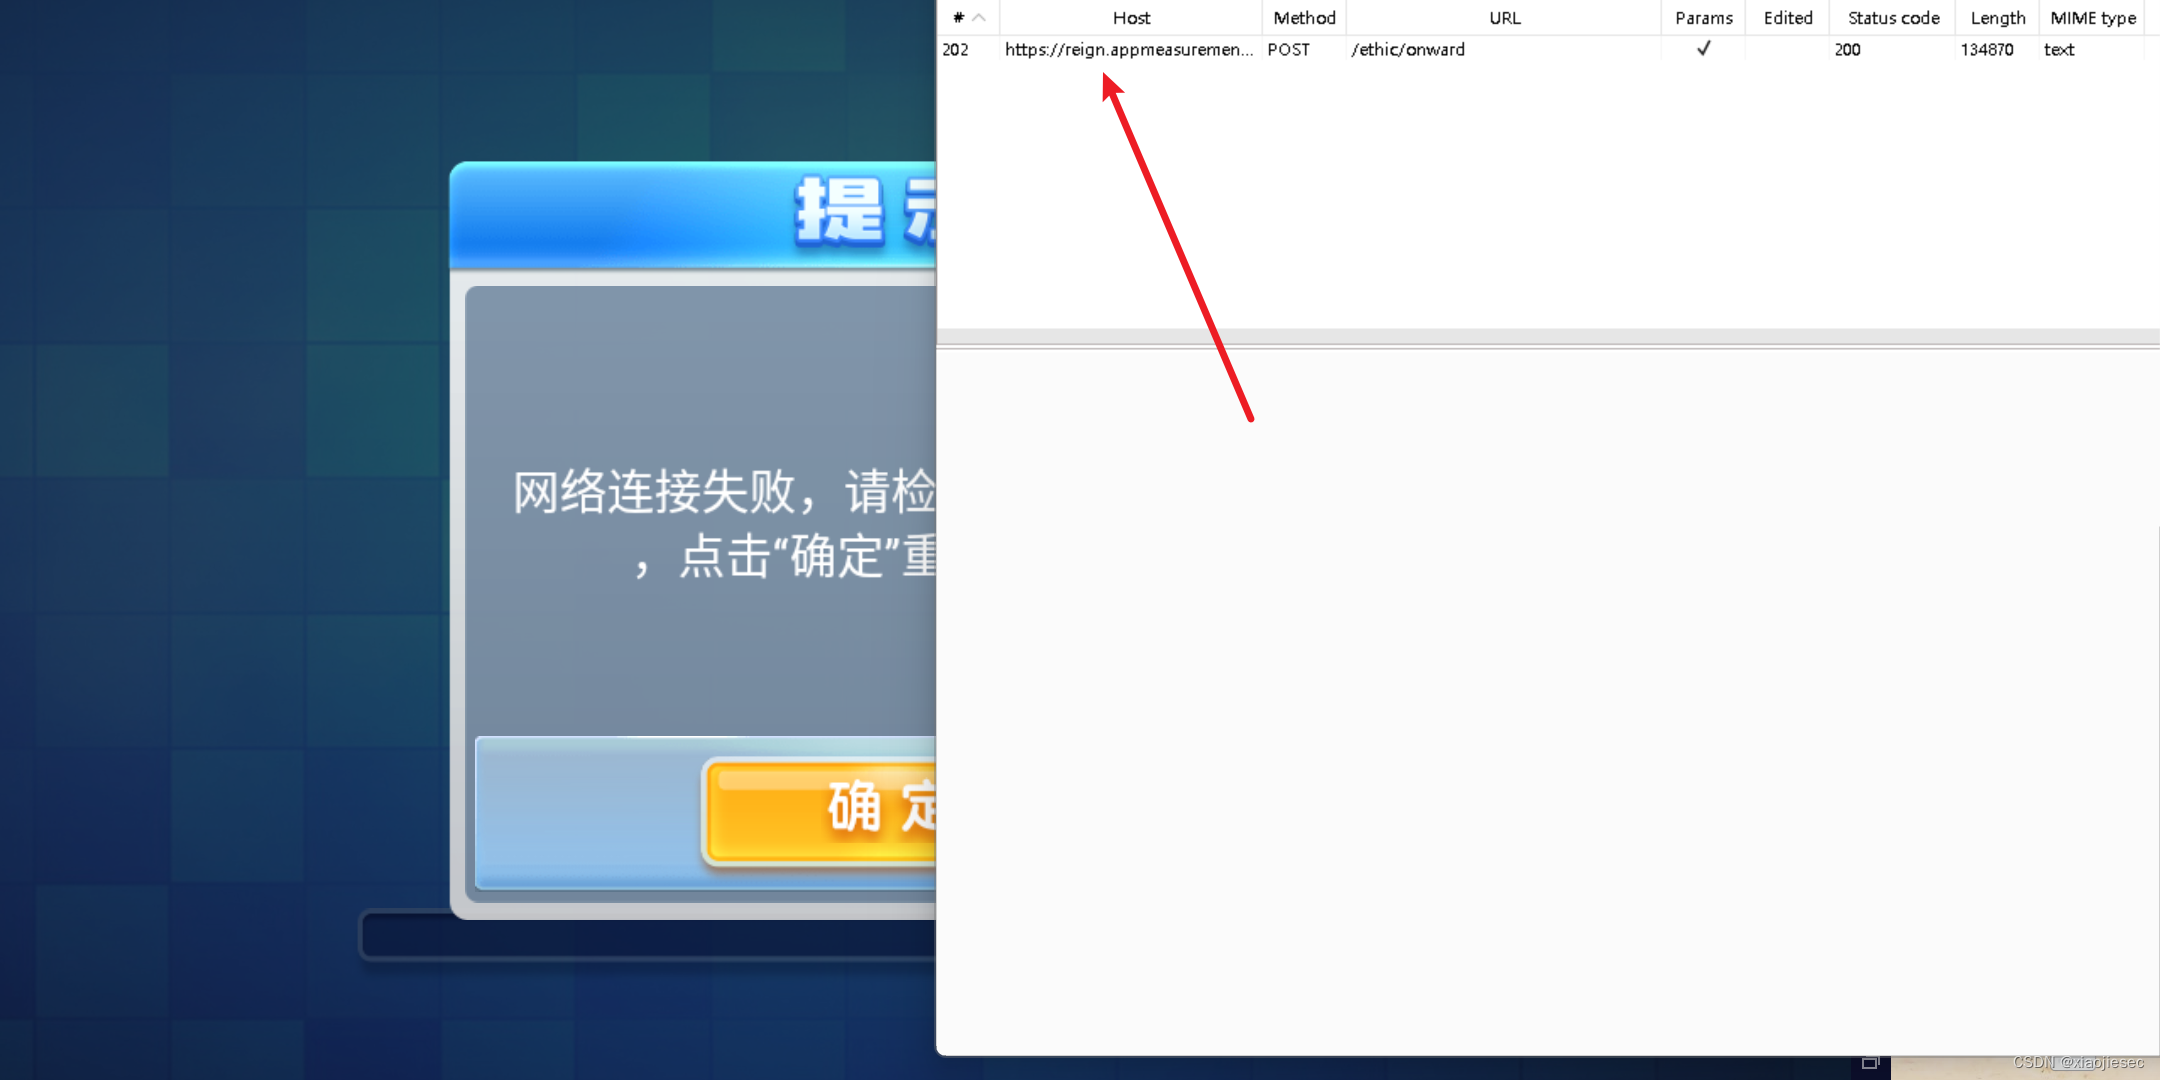 # Host Method URL Params Edited Status code Length MIME type
202 https://reign.appmeasuremen... POST /ethic/onward ✓ 200 134870 text
提
网络连接失败，请检
，点击“确定”重
确定
CSDN @xiaojiesec